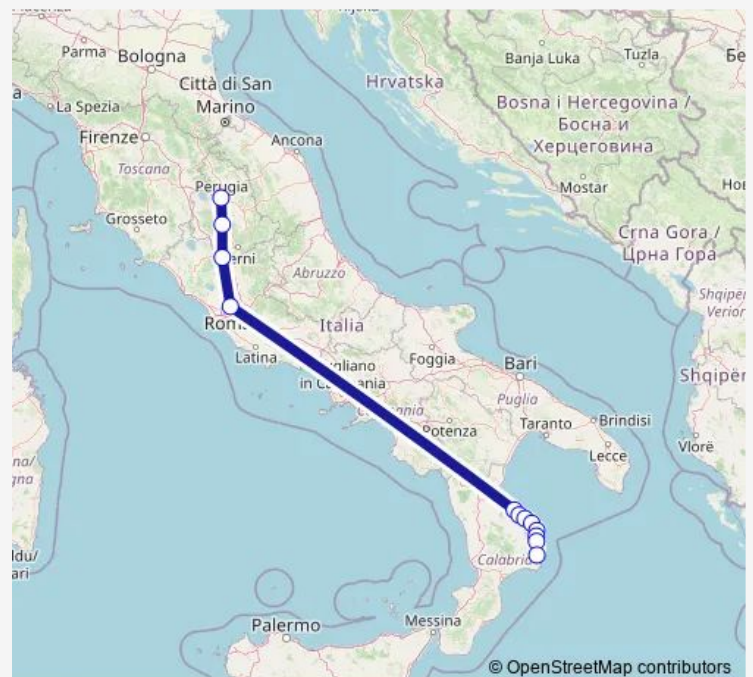 Parma
Bologna
Banja Luka
Tuzla
Città di San
Marino
Hrvatska
La Spezia
Bosna i Hercegovina /
Босна и
Херцеговина
Firenze
Ancona
Toscana
Perugia
Mostar
Grosseto
Crna Gora /
Црна Гора
Abruzzo
Italia
Latina
Foggia
Bari
Puglia
Potenza
Taranto
Brindisi
Lecce
Vlorë
Calabria
Messina
Palermo
© OpenStreetMap contributors